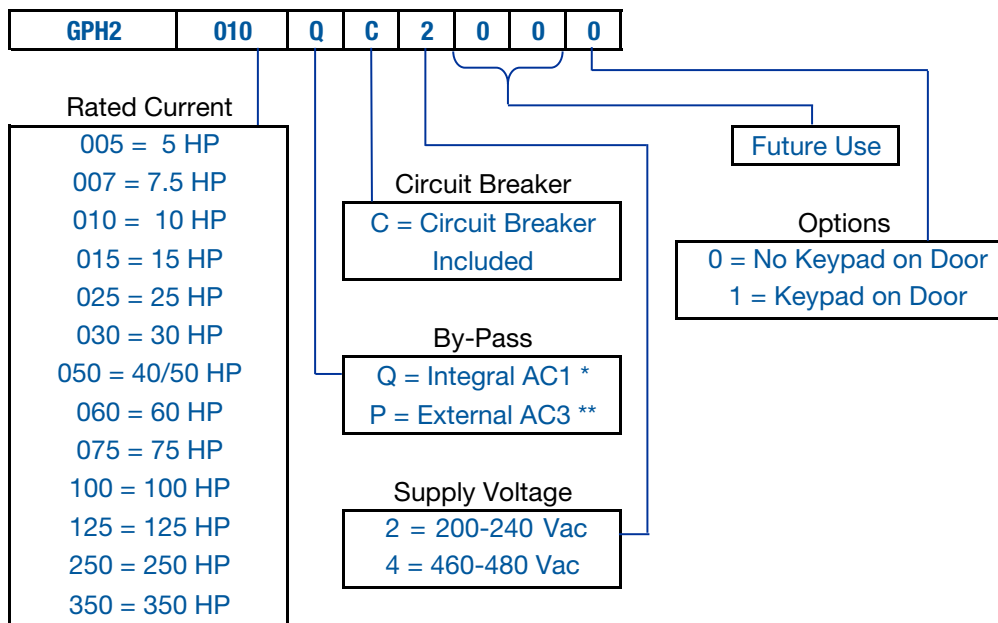 GPH2 010 Q C 2 0 0 0
Rated Current
005 = 5 HP
007 = 7.5 HP
010 = 10 HP
015 = 15 HP
025 = 25 HP
030 = 30 HP
050 = 40/50 HP
060 = 60 HP
075 = 75 HP
100 = 100 HP
125 = 125 HP
250 = 250 HP
350 = 350 HP
Circuit Breaker
C = Circuit Breaker
Included
By-Pass
Q = Integral AC1 *
P = External AC3 **
Supply Voltage
2 = 200-240 Vac
4 = 460-480 Vac
Future Use
Options
0 = No Keypad on Door
1 = Keypad on Door